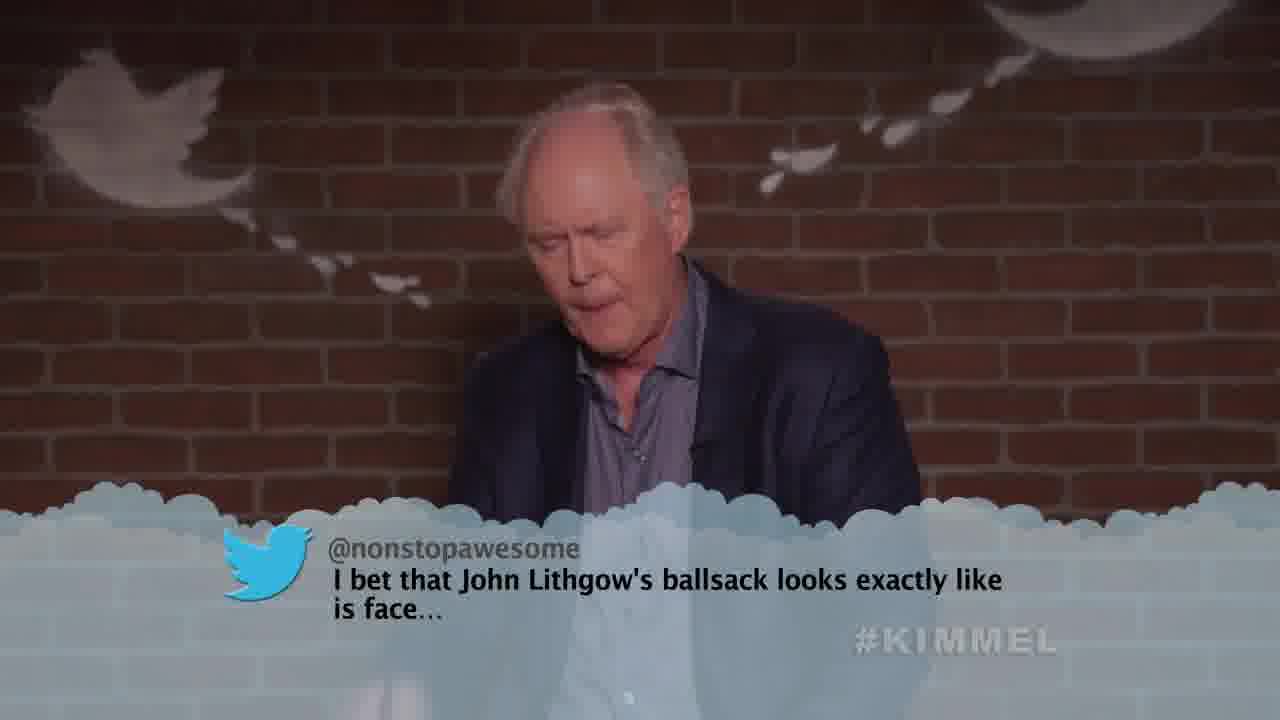 @nonstopawesome
I bet that John Lithgow's ballsack looks exactly like
is face...
#KIMMEL